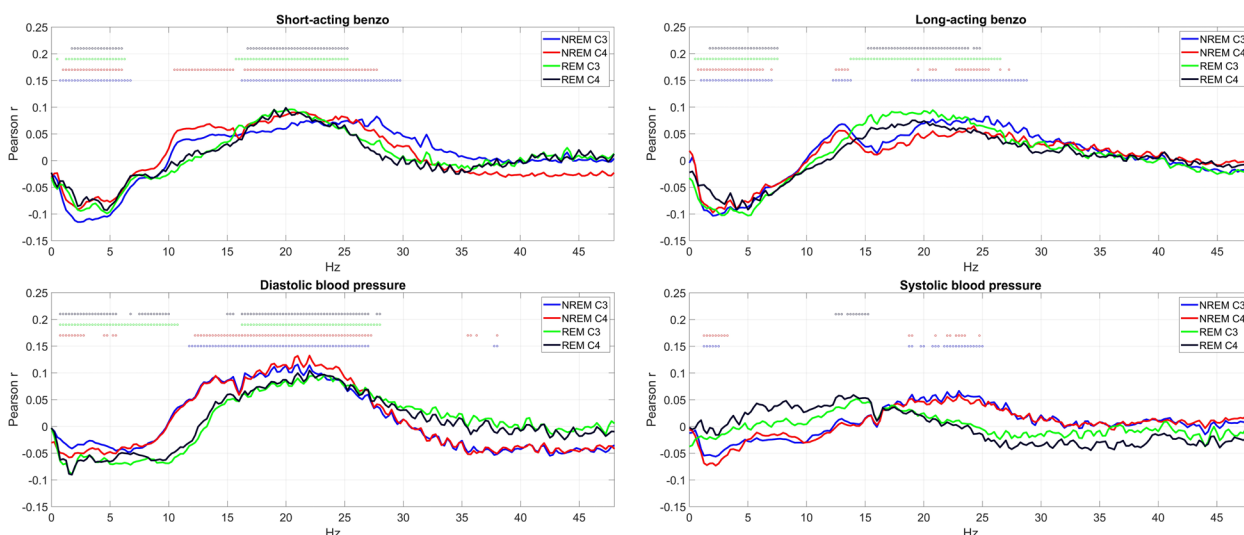 Short-acting benzo
0.25
0.2
0.15
0.1
0.05
0
-0.05
-0.1
-0.15
Pearson r
0 5 10 15 20 25 30 35 40 45
Hz
NREM C3
NREM C4
REM C3
REM C4
Long-acting benzo
0.25
0.2
0.15
0.1
0.05
0
-0.05
-0.1
-0.15
Pearson r
0 5 10 15 20 25 30 35 40 45
Hz
NREM C3
NREM C4
REM C3
REM C4
Diastolic blood pressure
0.25
0.2
0.15
0.1
0.05
0
-0.05
-0.1
-0.15
Pearson r
0 5 10 15 20 25 30 35 40 45
Hz
NREM C3
NREM C4
REM C3
REM C4
Systolic blood pressure
0.25
0.2
0.15
0.1
0.05
0
-0.05
-0.1
-0.15
Pearson r
0 5 10 15 20 25 30 35 40 45
Hz
NREM C3
NREM C4
REM C3
REM C4